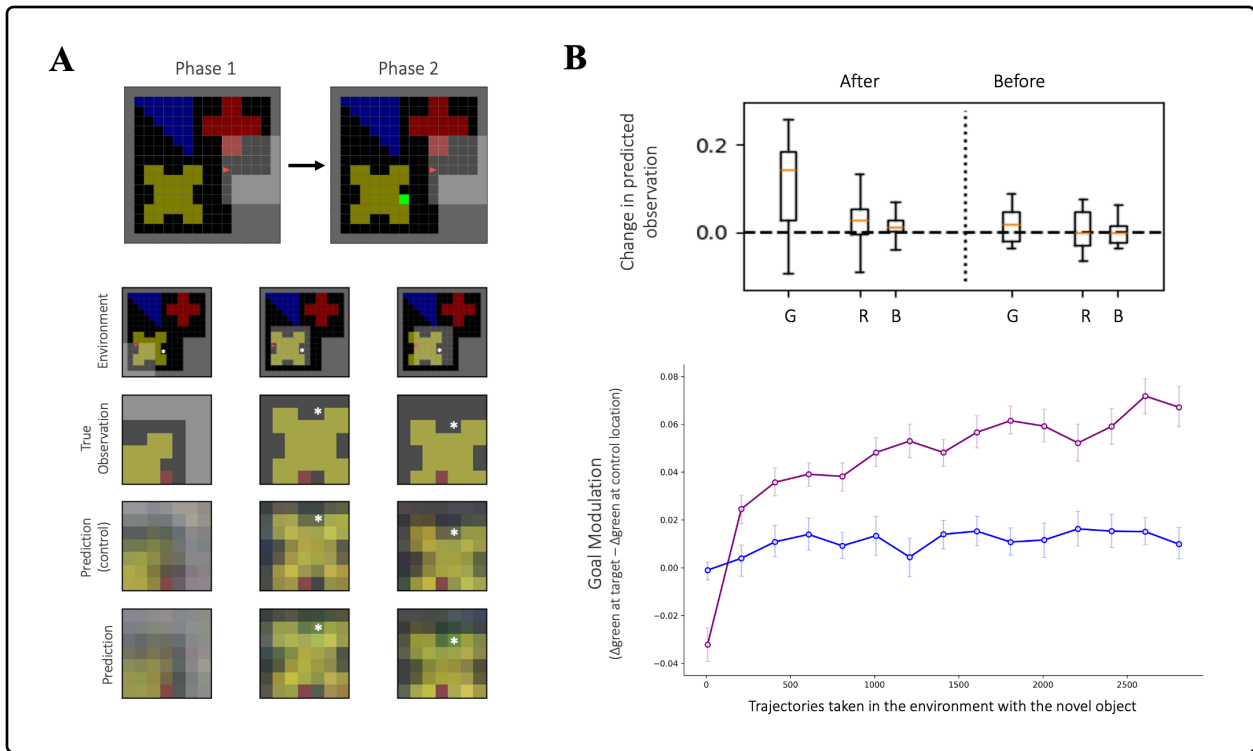 A
Phase 1
Phase 2
Environment
*
*
*
True
Observation
*
*
Prediction
(control)
*
*
Prediction
*
*
B
After
Before
Change in predicted
observation
0.2
0.0
G
R
B
G
R
B
Goal Modulation
(Δgreen at target – Δgreen at control location)
0.08
0.06
0.04
0.02
0.00
−0.02
−0.04
0
500
1000
1500
2000
2500
Trajectories taken in the environment with the novel object